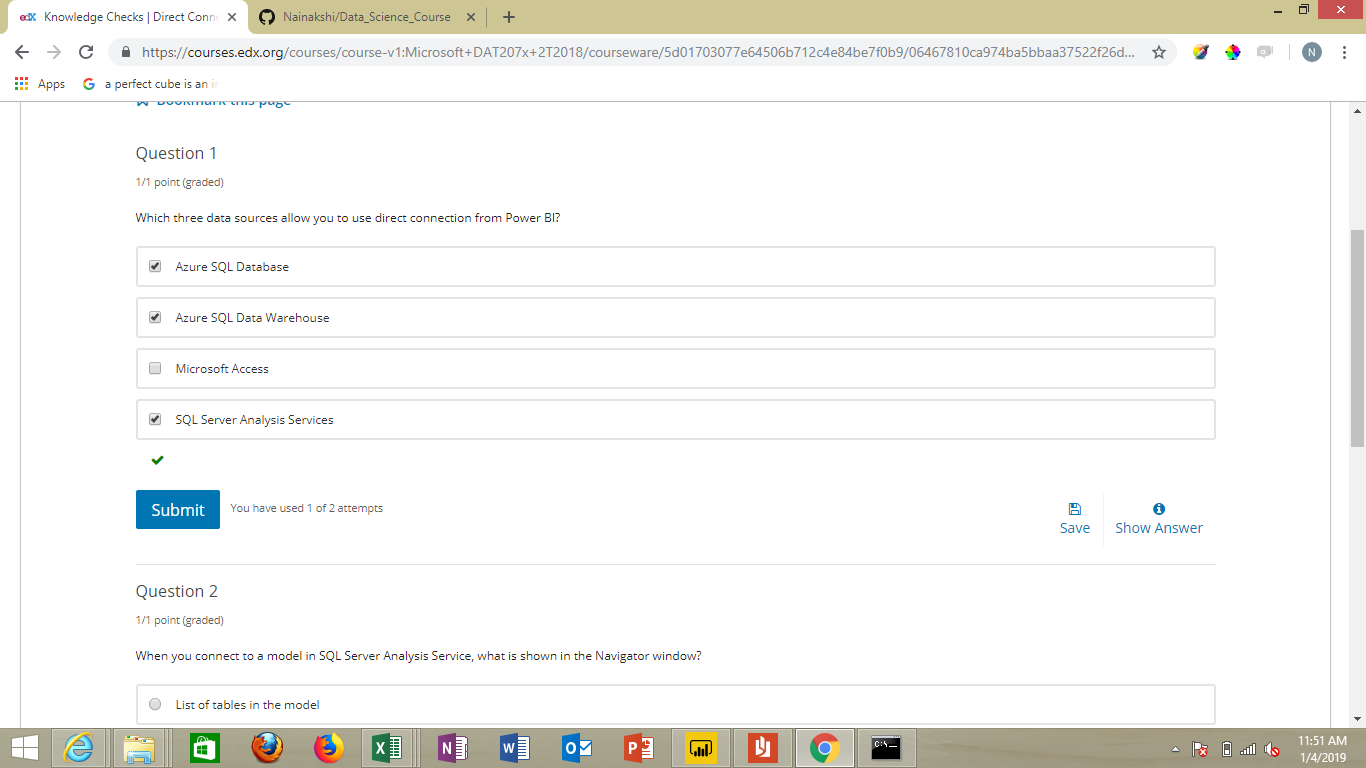 edX Knowledge Checks | Direct Conne
Nainakshi/Data_Science_Course
https://courses.edx.org/courses/course-v1:Microsoft+DAT207x+2T2018/courseware/5d01703077e64506b712c4e84be7f0b9/06467810ca974ba5bbaa37522f26d...
N
Apps
G a perfect cube is an i
Bookmark this page
Question 1
1/1 point (graded)
Which three data sources allow you to use direct connection from Power BI?
Azure SQL Database
Azure SQL Data Warehouse
Microsoft Access
SQL Server Analysis Services
Submit
You have used 1 of 2 attempts
Save
Show Answer
Question 2
1/1 point (graded)
When you connect to a model in SQL Server Analysis Service, what is shown in the Navigator window?
List of tables in the model
11:51 AM
1/4/2019